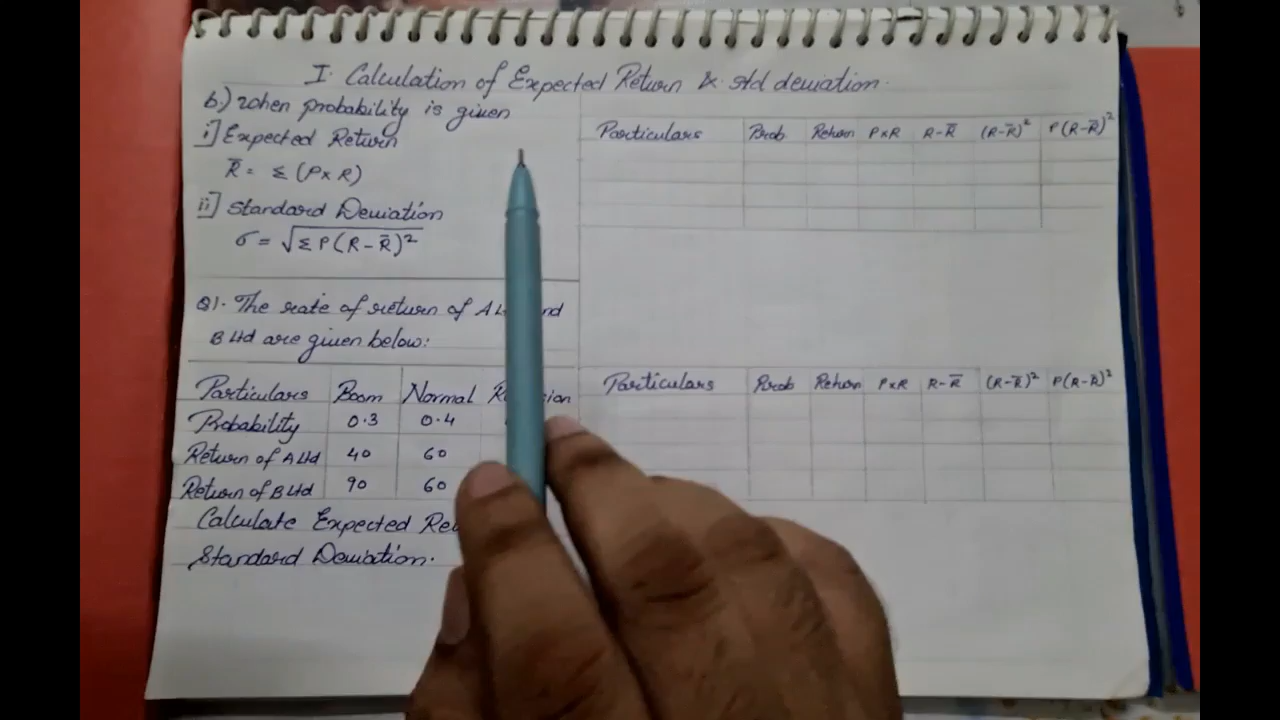 I. Calculation of Expected Return & std deviation.
b.) When probability is given
i] Expected Return
R̅ = Σ (P×R)
ii] Standard Deviation
σ = √Σ P(R-R̅)²
Q1. The rate of return of A
B Ltd are given below:
Particulars Boom Normal
Probability 0.3 0.4
Return of A Ltd 40 60
Return of B Ltd 90 60
Calculate Expected
Standard Deviation.
Particulars Prob Return P×R R-R̅ (R-R̅)² P(R-R̅)²
Particulars Prob Return P×R R-R̅ (R-R̅)² P(R-R̅)²